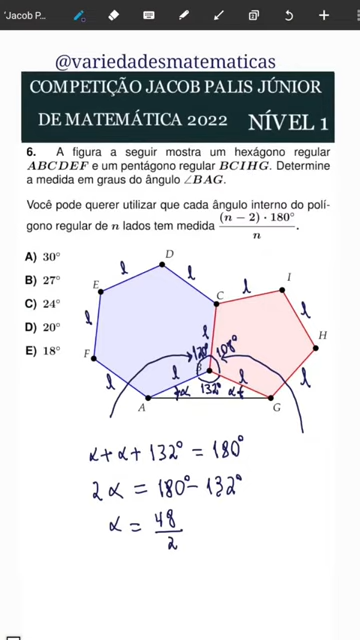 'Jacob P...
@variedadesmatematicas
COMPETIÇÃO JACOB PALIS JÚNIOR
DE MATEMÁTICA 2022 NÍVEL 1
6. A figura a seguir mostra um hexágono regular
ABCDEF e um pentágono regular BCIHG. Determine
a medida em graus do ângulo ∠BAG.
Você pode querer utilizar que cada ângulo interno do polí-
gono regular de n lados tem medida (n − 2) · 180° / n.
A) 30°
B) 27°
C) 24°
D) 20°
E) 18°
D
l l
E I
C l
l l l
H
F 120° 108°
l l B l l
α 132° α
A G
α + α + 132° = 180°
2α = 180° − 132°
α = 48 / 2